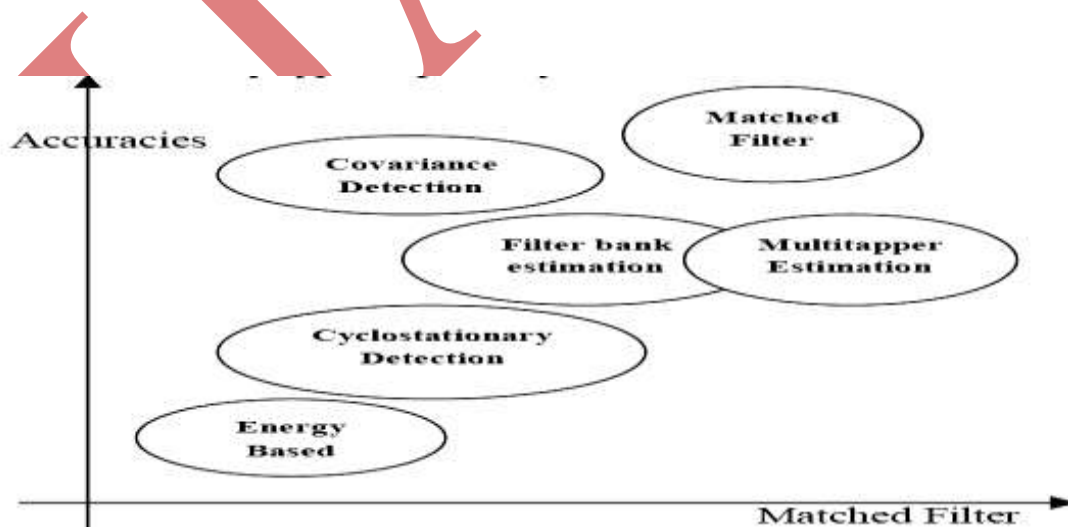 Accuracies
Matched
Filter
Covariance
Detection
Filter bank
estimation
Multitapper
Estimation
Cyclostationary
Detection
Energy
Based
Matched Filter